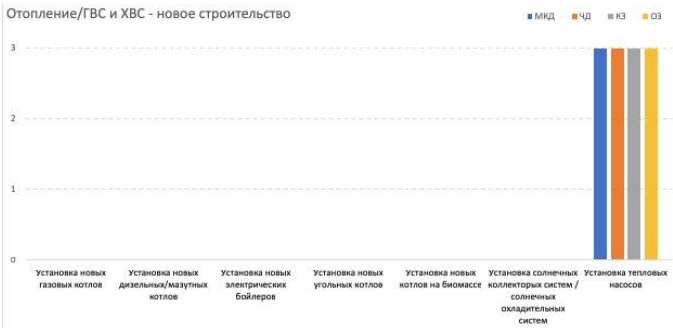 Отопление/ГВС и ХВС - новое строительство
МКД ЧД КЗ ОЗ
3
2
1
0
Установка новых газовых котлов
Установка новых дизельных/мазутных котлов
Установка новых электрических бойлеров
Установка новых угольных котлов
Установка новых котлов на биомассе
Установка солнечных коллекторых систем / солнечных охладительных систем
Установка тепловых насосов